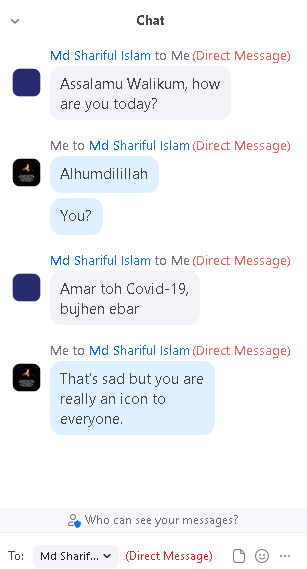 Chat
Md Shariful Islam to Me (Direct Message)
Assalamu Walikum, how
are you today?
Me to Md Shariful Islam (Direct Message)
Alhumdilillah
You?
Md Shariful Islam to Me (Direct Message)
Amar toh Covid-19,
bujhen ebar
Me to Md Shariful Islam (Direct Message)
That's sad but you are
really an icon to
everyone.
Who can see your messages?
To: Md Sharif... (Direct Message)